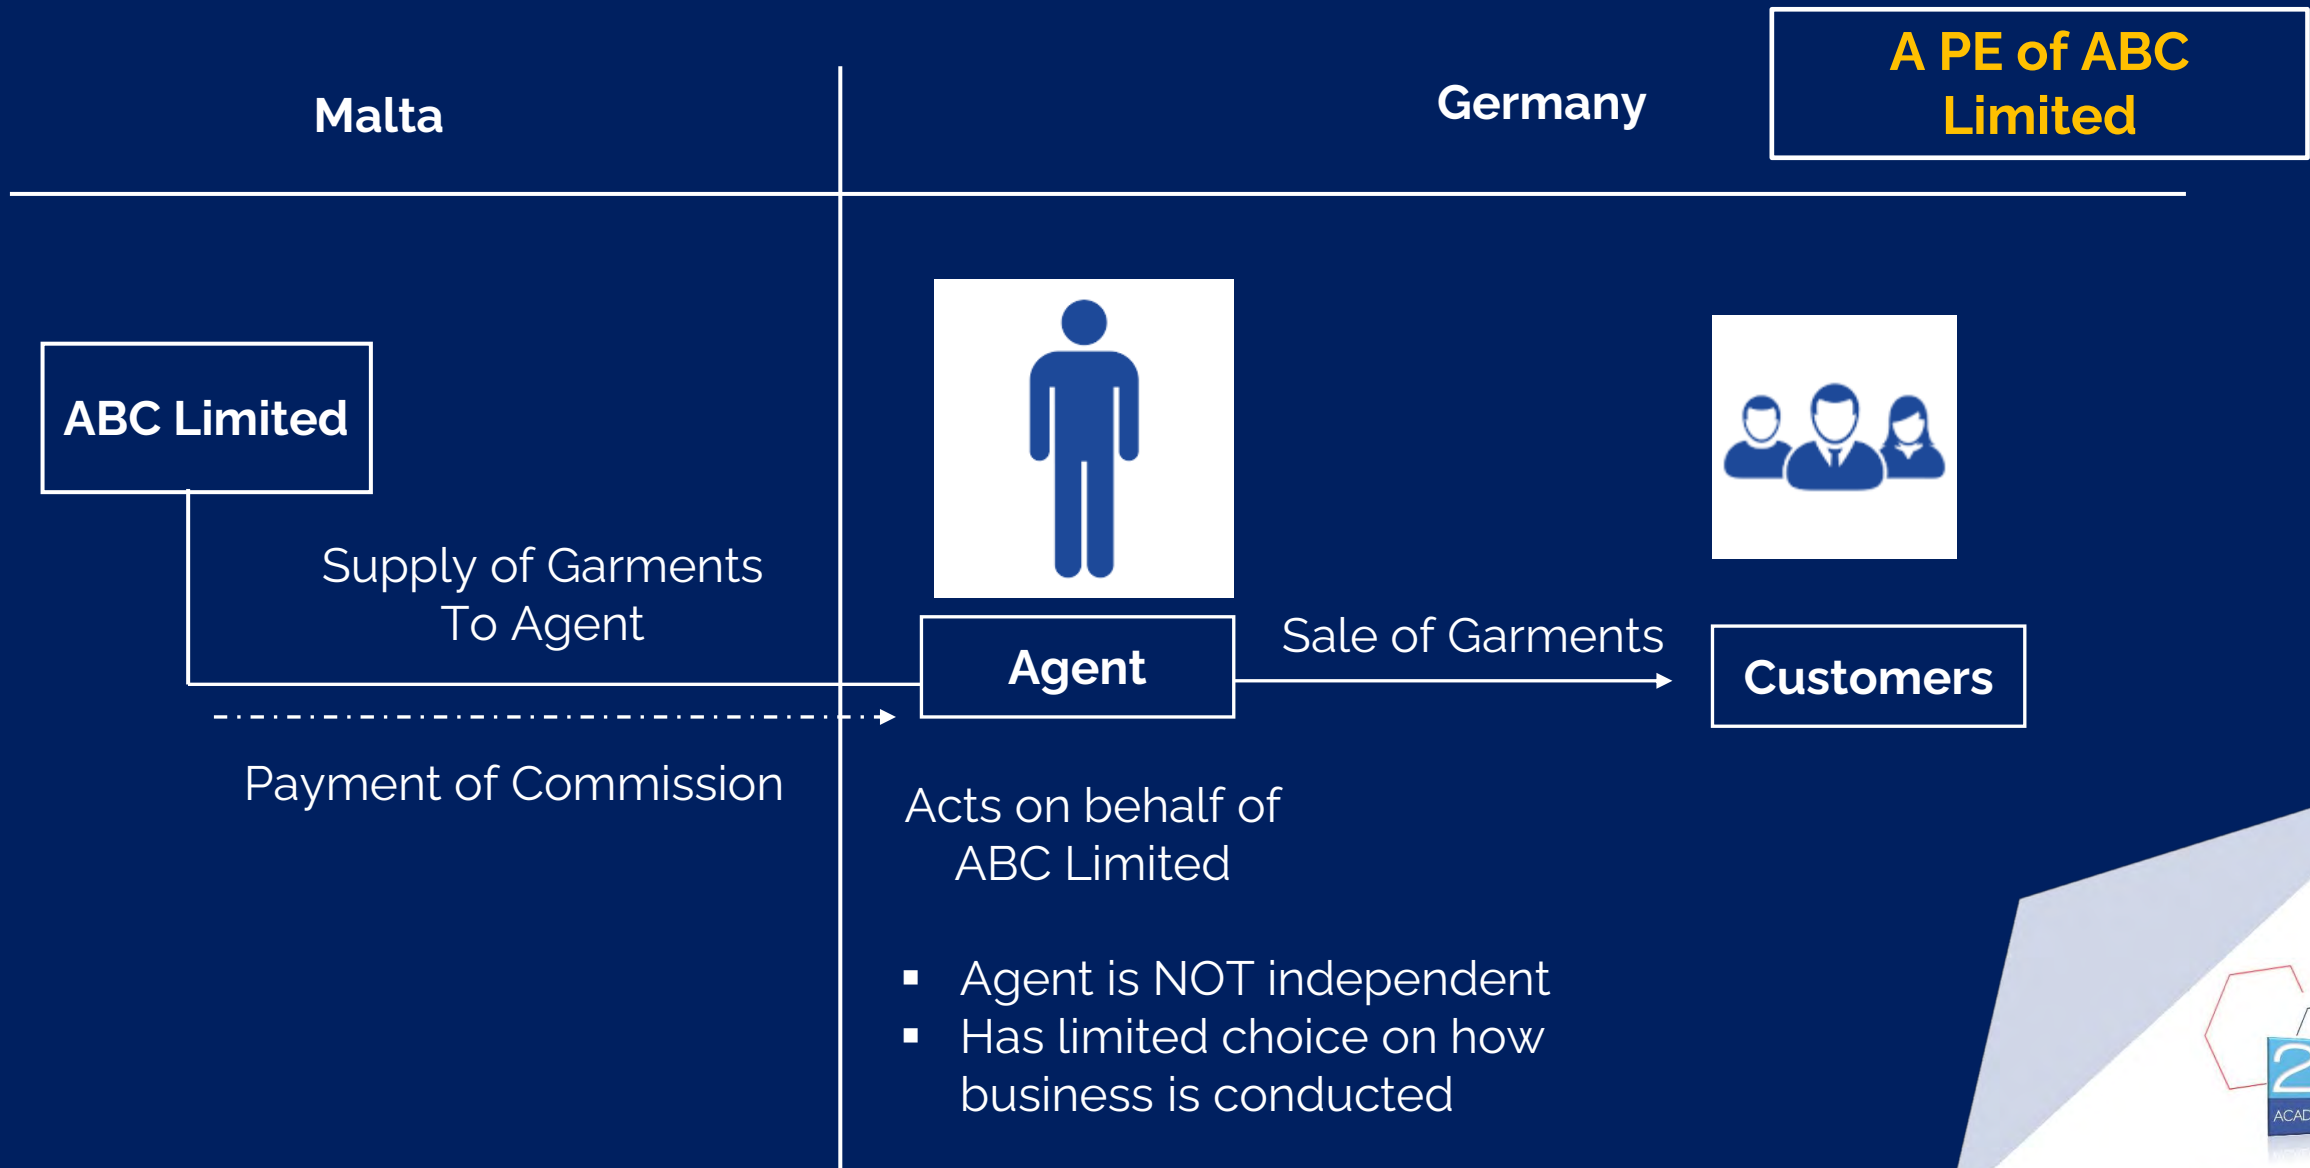 Malta
Germany
A PE of ABC
Limited
ABC Limited
Supply of Garments
To Agent
Payment of Commission
Agent
Sale of Garments
Customers
Acts on behalf of
ABC Limited
▪ Agent is NOT independent
▪ Has limited choice on how
business is conducted
2
ACAD